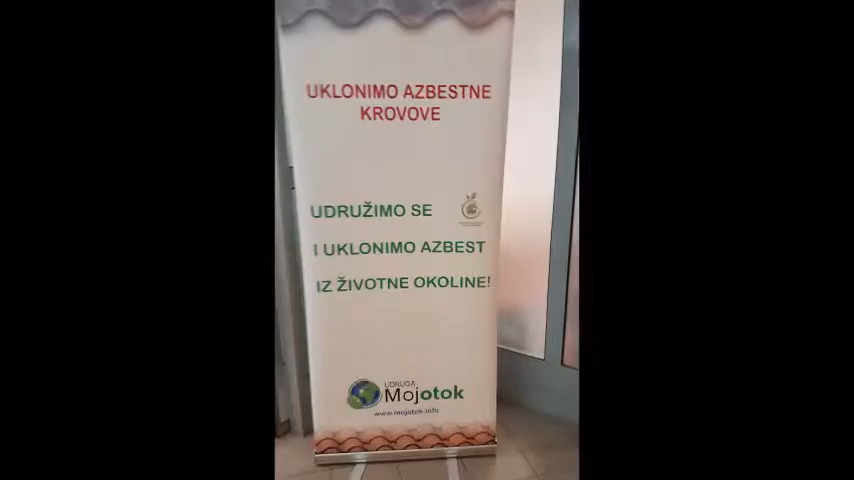 UKLONIMO AZBESTNE
KROVOVE
UDRUŽIMO SE
I UKLONIMO AZBEST
IZ ŽIVOTNE OKOLINE!
UDRUGA
Mojotok
www.mojotok.info